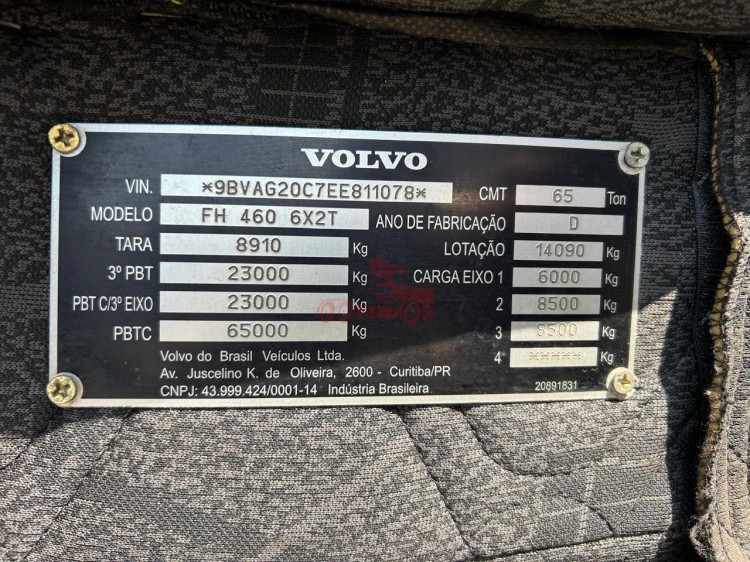 VOLVO
VIN. *9BVAG20C7EE811078* CMT 65 Ton
MODELO FH 460 6X2T ANO DE FABRICAÇÃO D
TARA 8910 Kg LOTAÇÃO 14090 Kg
3º PBT 23000 Kg CARGA EIXO 1 6000 Kg
PBT C/3º EIXO 23000 Kg 2 8500 Kg
PBTC 65000 Kg 3 8500 Kg
4 ***** Kg
Volvo do Brasil Veículos Ltda.
Av. Juscelino K. de Oliveira, 2600 - Curitiba/PR
CNPJ: 43.999.424/0001-14 Indústria Brasileira
20891831